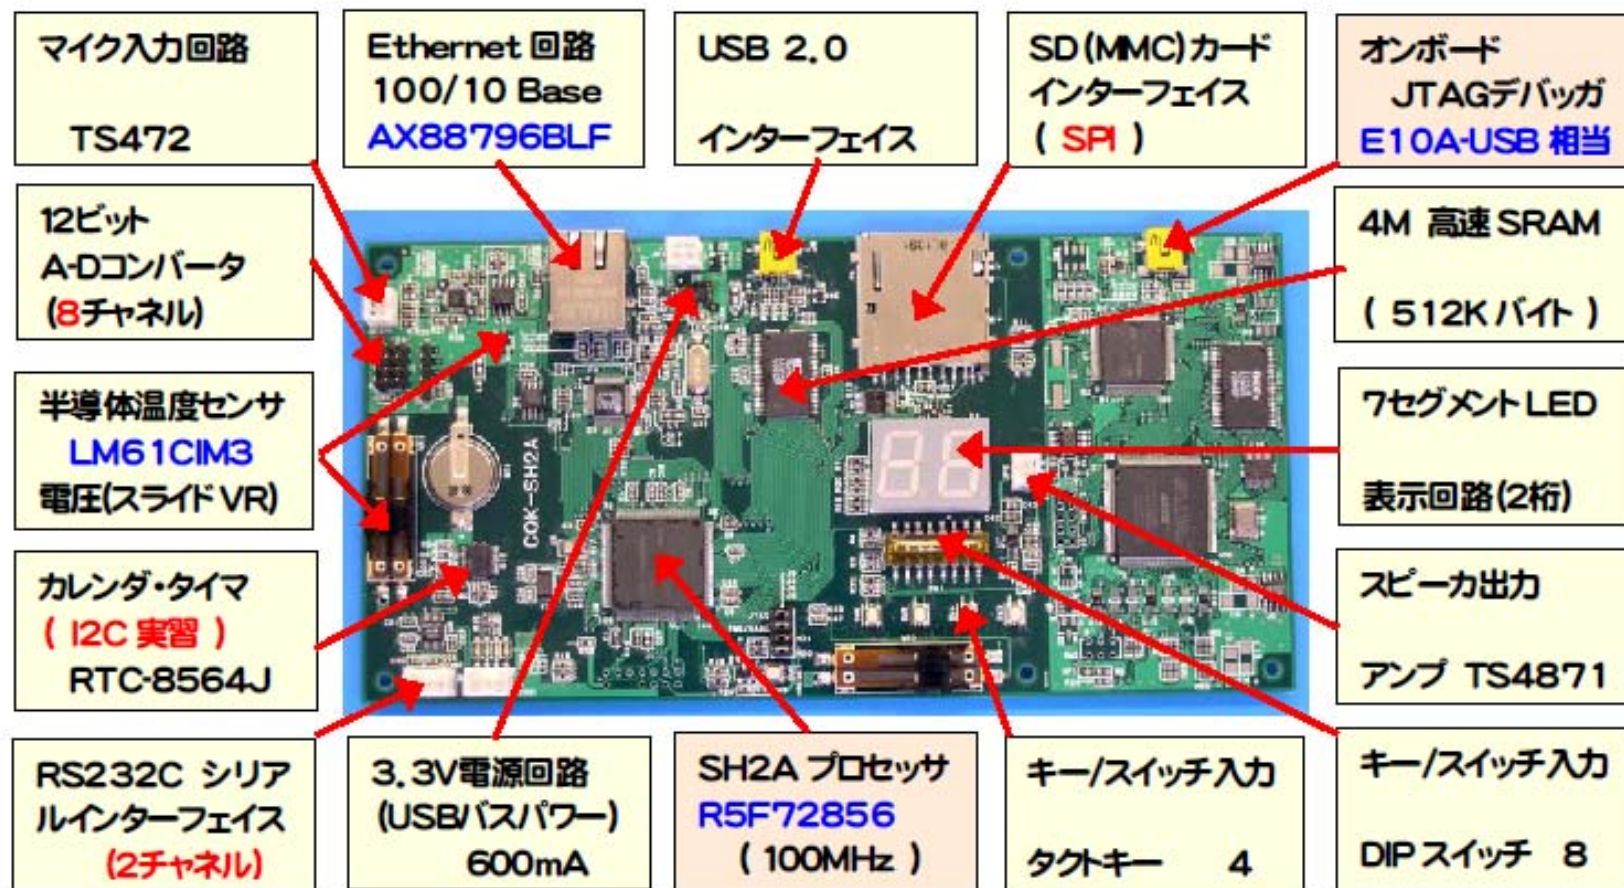 マイク入力回路
TS472
Ethernet 回路
100/10 Base
AX88796BLF
USB 2.0
インターフェイス
SD(MMC)カード
インターフェイス
( SPI )
オンボード
JTAGデバッガ
E10A-USB 相当
12ビット
A-Dコンバータ
(8チャネル)
4M 高速 SRAM
( 512K バイト )
半導体温度センサ
LM61CIM3
電圧(スライド VR)
7セグメント LED
表示回路(2桁)
カレンダ・タイマ
( I2C 実習 )
RTC-8564J
スピーカ出力
アンプ TS4871
RS232C シリア
ルインターフェイス
(2チャネル)
3.3V電源回路
(USBバスパワー)
600mA
SH2A プロセッサ
R5F72856
( 100MHz )
キー/スイッチ入力
タクトキー 4
キー/スイッチ入力
DIP スイッチ 8
COK-SH2A